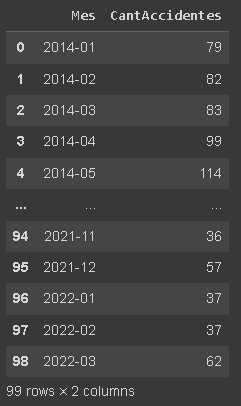 Mes CantAccidentes
0 2014-01 79
1 2014-02 82
2 2014-03 83
3 2014-04 99
4 2014-05 114
... ... ...
94 2021-11 36
95 2021-12 57
96 2022-01 37
97 2022-02 37
98 2022-03 62
99 rows × 2 columns